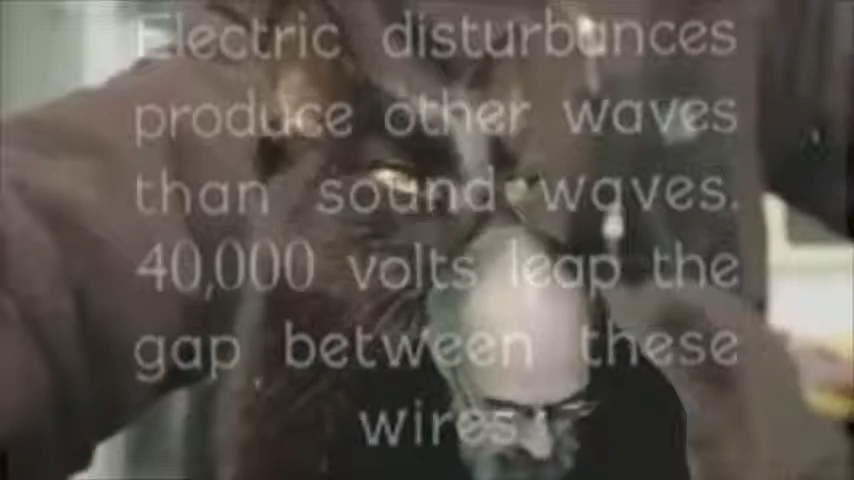 Electric disturbances
produce other waves
than sound waves.
40,000 volts leap the
gap between these
wires.